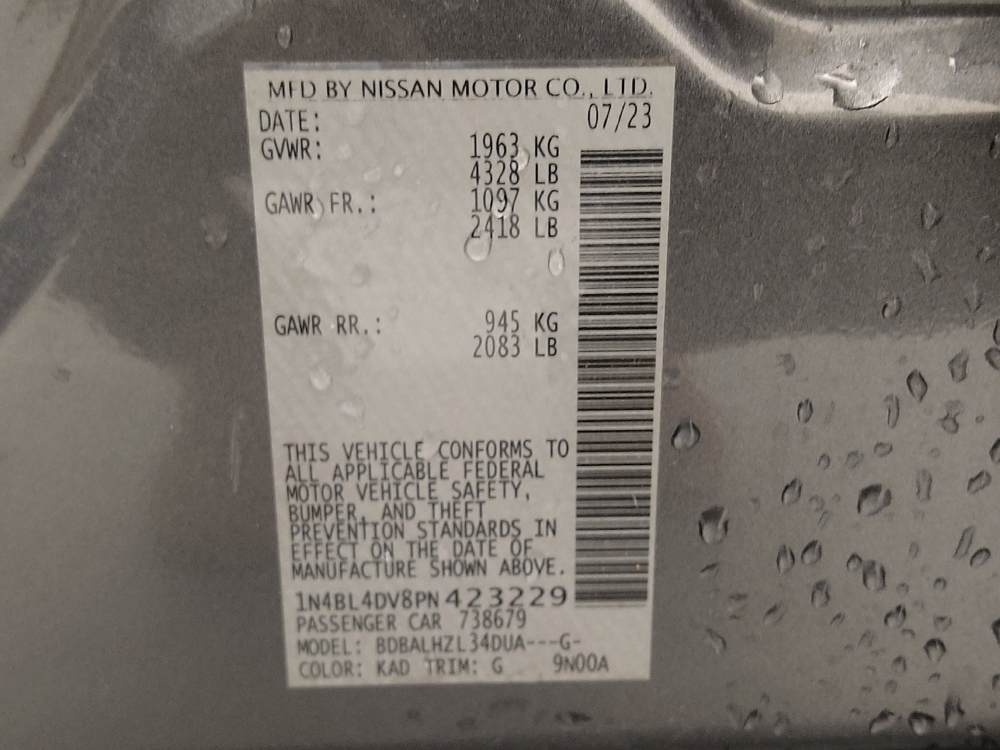 MFD BY NISSAN MOTOR CO., LTD.
DATE: 07/23
GVWR: 1963 KG
4328 LB
GAWR FR.: 1097 KG
2418 LB
GAWR RR.: 945 KG
2083 LB
THIS VEHICLE CONFORMS TO
ALL APPLICABLE FEDERAL
MOTOR VEHICLE SAFETY,
BUMPER, AND THEFT
PREVENTION STANDARDS IN
EFFECT ON THE DATE OF
MANUFACTURE SHOWN ABOVE.
1N4BL4DV8PN423229
PASSENGER CAR 738679
MODEL: BDBALHZL34DUA---G-
COLOR: KAD TRIM: G 9N00A